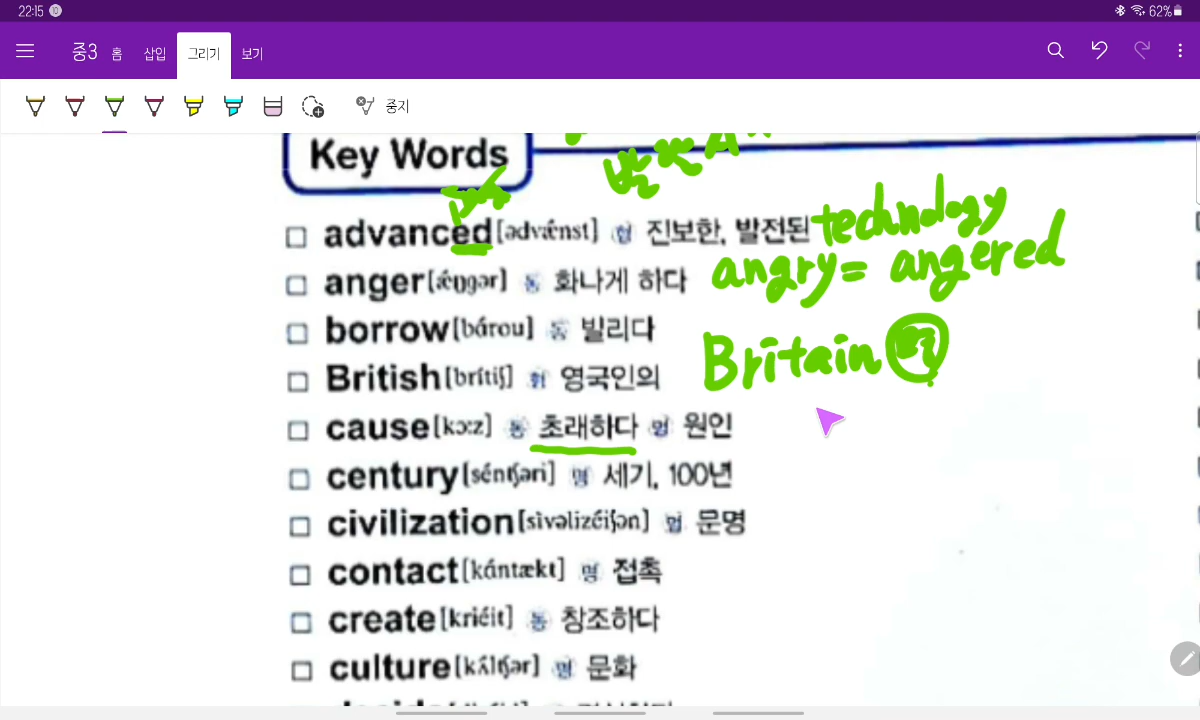 22:15
62%
중3 홈 삽입 그리기 보기
중지
Key Words
발전
advanced [ədvǽnst] 형 진보한, 발전된 technology
anger [ǽŋgər] 동 화나게 하다 angry = angered
borrow [bárou] 동 빌리다
British [brítiʃ] 형 영국인의 Britain
cause [kɔːz] 동 초래하다 명 원인
century [séntʃəri] 명 세기, 100년
civilization [sìvəlizéiʃən] 명 문명
contact [kántækt] 명 접촉
create [kriéit] 동 창조하다
culture [kʌ́ltʃər] 명 문화